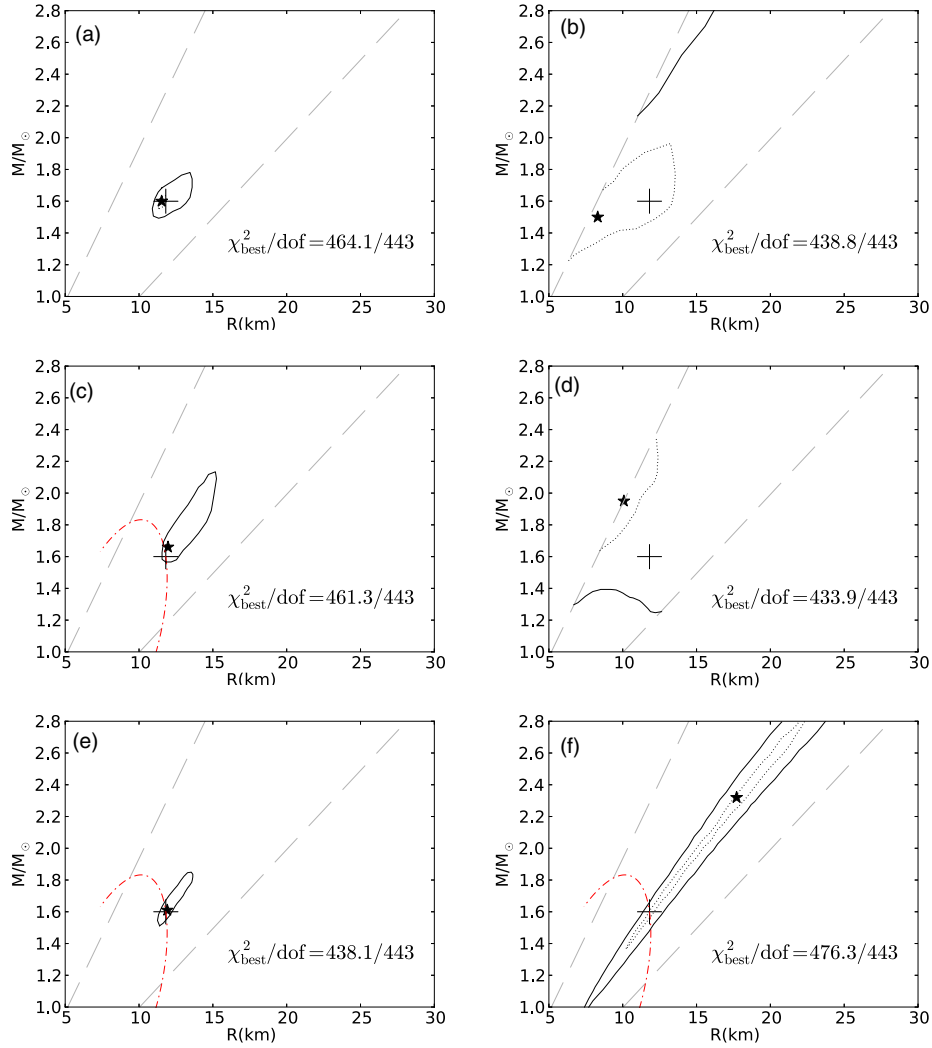 (a)
2.8
2.6
2.4
2.2
2.0
1.8
1.6
1.4
1.2
1.0
M/M☉
χ²best/dof=464.1/443
5 10 15 20 25 30
R(km)
(b)
2.8
2.6
2.4
2.2
2.0
1.8
1.6
1.4
1.2
1.0
M/M☉
χ²best/dof=438.8/443
5 10 15 20 25 30
R(km)
(c)
2.8
2.6
2.4
2.2
2.0
1.8
1.6
1.4
1.2
1.0
M/M☉
χ²best/dof=461.3/443
5 10 15 20 25 30
R(km)
(d)
2.8
2.6
2.4
2.2
2.0
1.8
1.6
1.4
1.2
1.0
M/M☉
χ²best/dof=433.9/443
5 10 15 20 25 30
R(km)
(e)
2.8
2.6
2.4
2.2
2.0
1.8
1.6
1.4
1.2
1.0
M/M☉
χ²best/dof=438.1/443
5 10 15 20 25 30
R(km)
(f)
2.8
2.6
2.4
2.2
2.0
1.8
1.6
1.4
1.2
1.0
M/M☉
χ²best/dof=476.3/443
5 10 15 20 25 30
R(km)